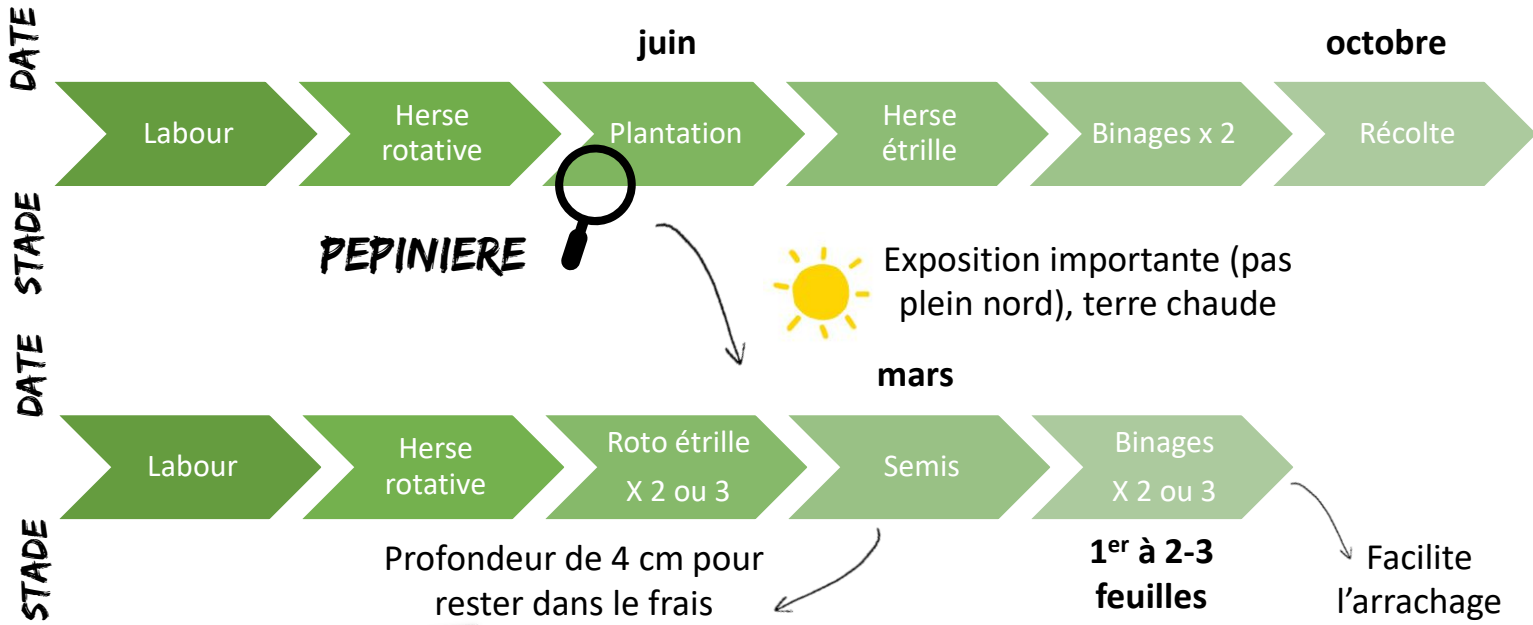 DATE
juin
octobre
Labour
Herse
rotative
Plantation
Herse
étrille
Binages x 2
Récolte
STADE
PEPINIERE
Exposition importante (pas
plein nord), terre chaude
DATE
mars
Labour
Herse
rotative
Roto étrille
X 2 ou 3
Semis
Binages
X 2 ou 3
STADE
Profondeur de 4 cm pour
rester dans le frais
1er à 2-3
feuilles
Facilite
l'arrachage